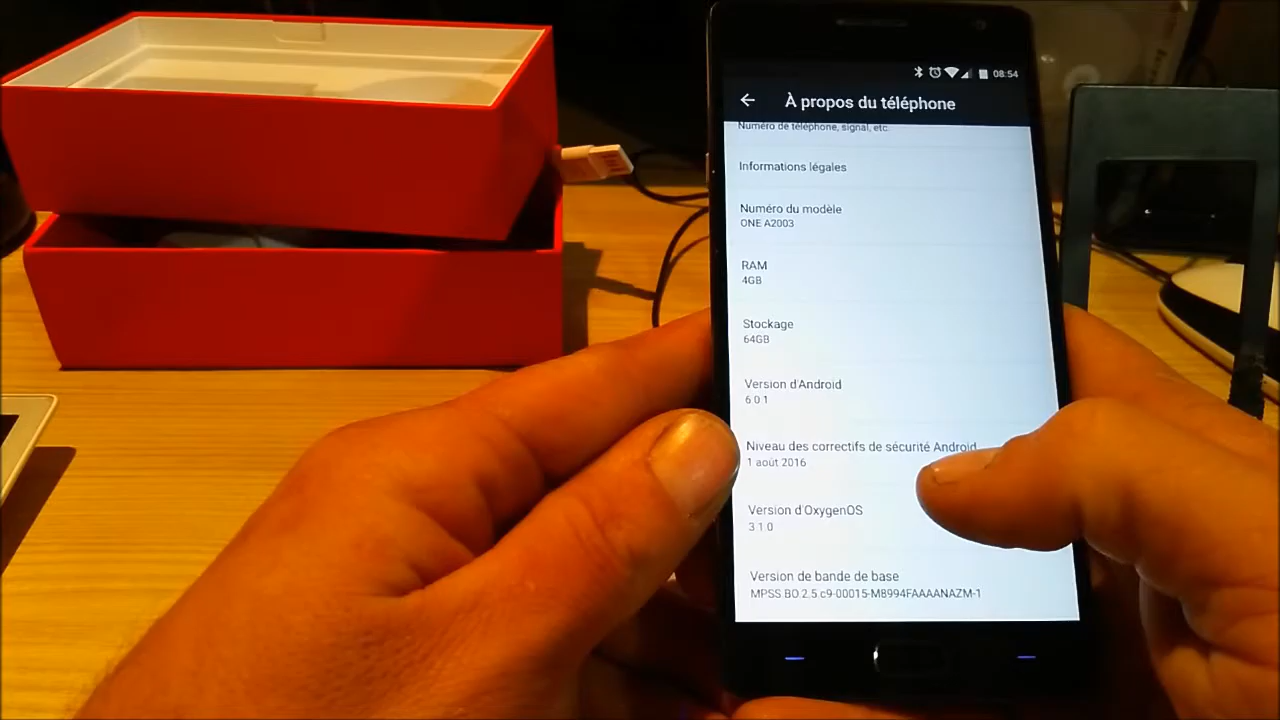 08:54
À propos du téléphone
Numéro de téléphone, signal, etc.
Informations légales
Numéro du modèle
ONE A2003
RAM
4GB
Stockage
64GB
Version d'Android
6.0.1
Niveau des correctifs de sécurité Android
1 août 2016
Version d'OxygenOS
3.1.0
Version de bande de base
MPSS.BO.2.5.c9-00015-M8994FAAAANAZM-1